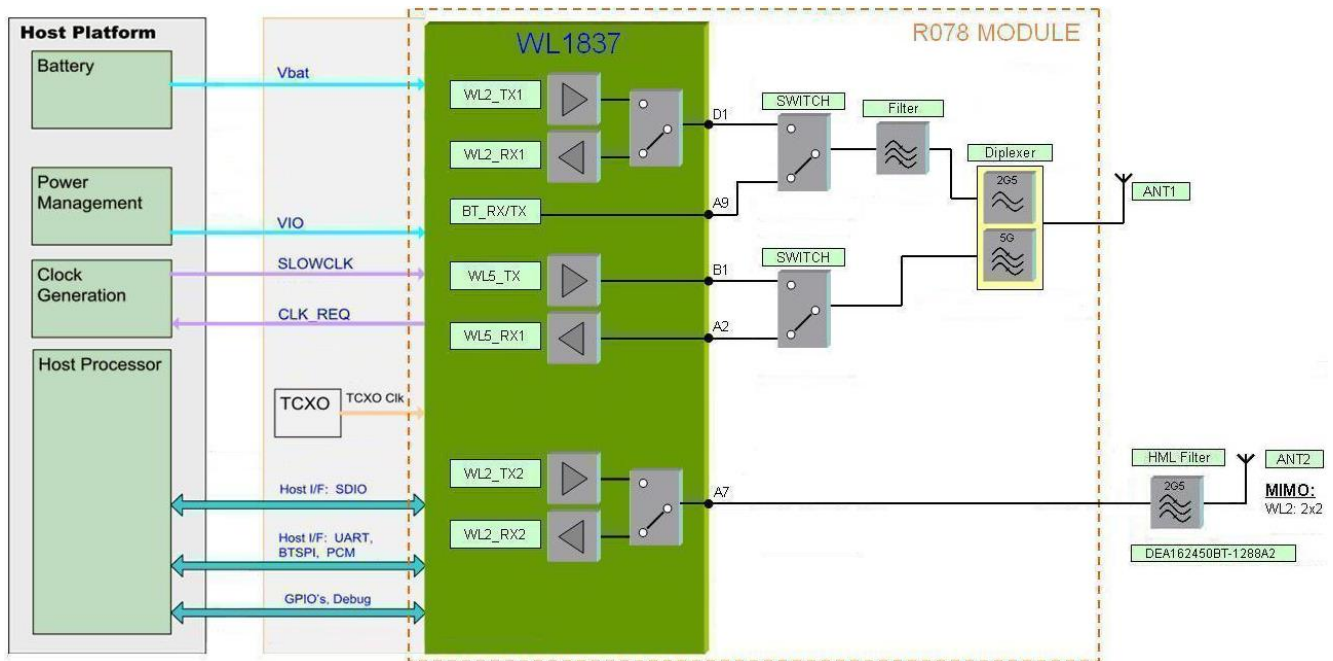 Host Platform
Battery
Power
Management
Clock
Generation
Host Processor
Vbat
VIO
SLOWCLK
CLK_REQ
TCXO
TCXO Clk
Host I/F: SDIO
Host I/F: UART,
BTSPI, PCM
GPIO's, Debug
WL1837
WL2_TX1
WL2_RX1
BT_RX/TX
WL5_TX
WL5_RX1
WL2_TX2
WL2_RX2
D1
A9
B1
A2
A7
R078 MODULE
SWITCH
Filter
Diplexer
2G5
5G
SWITCH
ANT1
HML Filter
2G5
ANT2
MIMO:
WL2: 2x2
DEA162450BT-1288A2